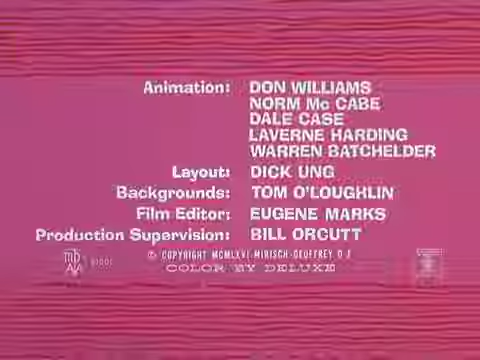 Animation: DON WILLIAMS
NORM Mc CABE
DALE CASE
LAVERNE HARDING
WARREN BATCHELDER
Layout: DICK UNG
Backgrounds: TOM O'LOUGHLIN
Film Editor: EUGENE MARKS
Production Supervision: BILL ORCUTT
© COPYRIGHT MCMLXVI-MIRISCH-GEOFFREY D F
COLOR BY DELUXE